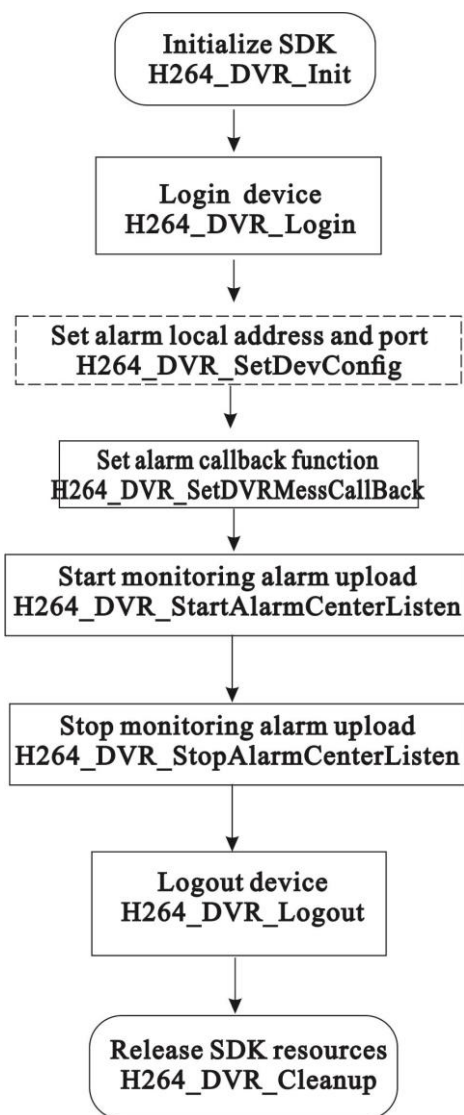 Initialize SDK
H264_DVR_Init
Login device
H264_DVR_Login
Set alarm local address and port
H264_DVR_SetDevConfig
Set alarm callback function
H264_DVR_SetDVRMessCallBack
Start monitoring alarm upload
H264_DVR_StartAlarmCenterListen
Stop monitoring alarm upload
H264_DVR_StopAlarmCenterListen
Logout device
H264_DVR_Logout
Release SDK resources
H264_DVR_Cleanup